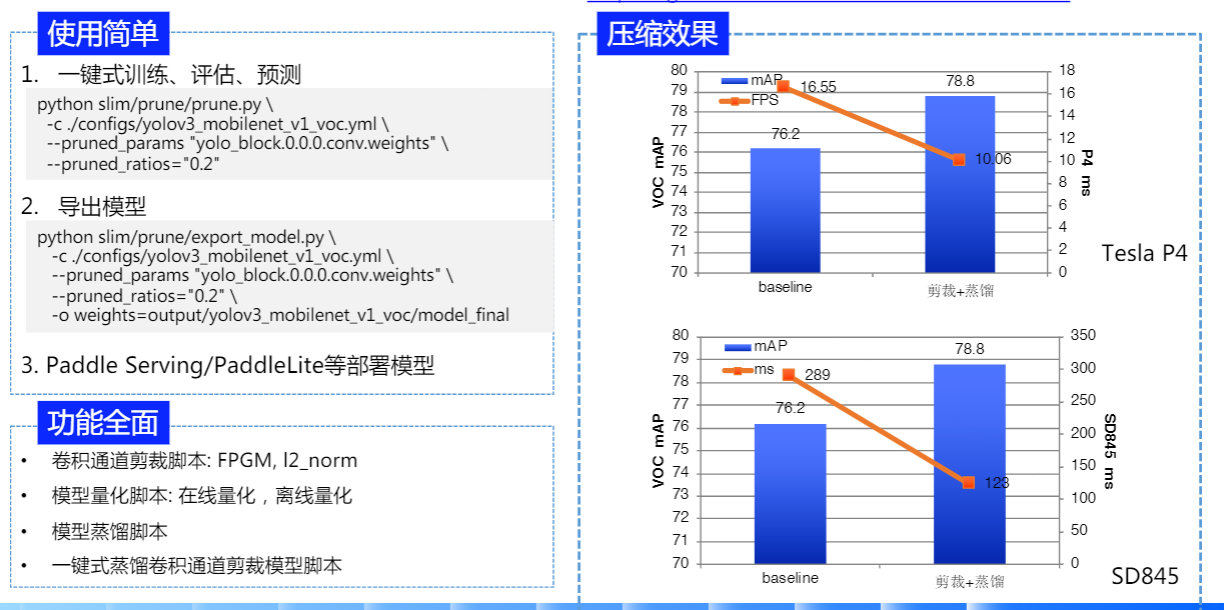 使用简单
1. 一键式训练、评估、预测
python slim/prune/prune.py \
-c ./configs/yolov3_mobilenet_v1_voc.yml \
--pruned_params "yolo_block.0.0.0.conv.weights" \
--pruned_ratios="0.2"
2. 导出模型
python slim/prune/export_model.py \
-c ./configs/yolov3_mobilenet_v1_voc.yml \
--pruned_params "yolo_block.0.0.0.conv.weights" \
--pruned_ratios="0.2" \
-o weights=output/yolov3_mobilenet_v1_voc/model_final
3. Paddle Serving/PaddleLite等部署模型
功能全面
• 卷积通道剪裁脚本: FPGM, l2_norm
• 模型量化脚本: 在线量化，离线量化
• 模型蒸馏脚本
• 一键式蒸馏卷积通道剪裁模型脚本
压缩效果
mAP
FPS
16.55
10.06
76.2
78.8
80
79
78
77
76
75
74
73
72
71
70
VOC mAP
18
16
14
12
10
8
6
4
2
0
P4 ms
baseline
剪裁+蒸馏
Tesla P4
mAP
ms
289
123
76.2
78.8
80
79
78
77
76
75
74
73
72
71
70
VOC mAP
350
300
250
200
150
100
50
0
SD845 ms
baseline
剪裁+蒸馏
SD845